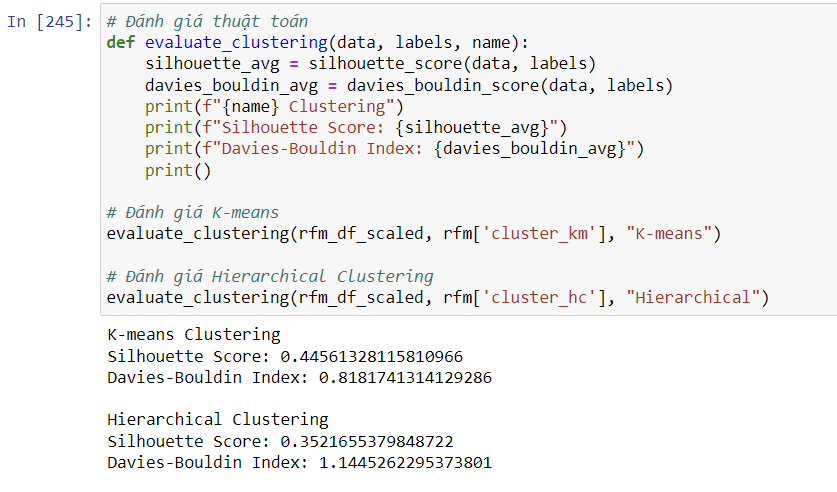 In [245]: # Đánh giá thuật toán
def evaluate_clustering(data, labels, name):
    silhouette_avg = silhouette_score(data, labels)
    davies_bouldin_avg = davies_bouldin_score(data, labels)
    print(f"{name} Clustering")
    print(f"Silhouette Score: {silhouette_avg}")
    print(f"Davies-Bouldin Index: {davies_bouldin_avg}")
    print()
# Đánh giá K-means
evaluate_clustering(rfm_df_scaled, rfm['cluster_km'], "K-means")
# Đánh giá Hierarchical Clustering
evaluate_clustering(rfm_df_scaled, rfm['cluster_hc'], "Hierarchical")
K-means Clustering
Silhouette Score: 0.44561328115810966
Davies-Bouldin Index: 0.8181741314129286
Hierarchical Clustering
Silhouette Score: 0.3521655379848722
Davies-Bouldin Index: 1.1445262295373801